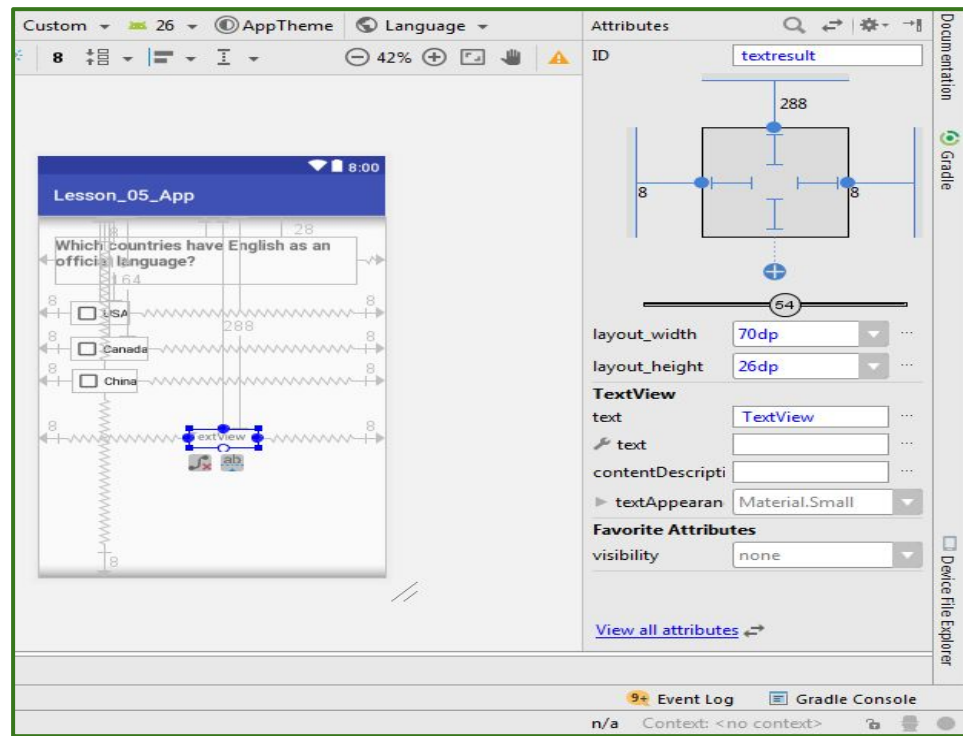 Custom 26 AppTheme Language
8 42%
8:00
Lesson_05_App
8 28
Which countries have English as an
official language?
164
8 USA 8
288
8 Canada 8
8 China 8
8 TextView 8
ab
8
Attributes
ID textresult
288
8 8
54
layout_width 70dp ...
layout_height 26dp ...
TextView
text TextView ...
text ...
contentDescripti ...
textAppearan Material.Small
Favorite Attributes
visibility none
View all attributes
Documentation
Gradle
Device File Explorer
9+ Event Log Gradle Console
n/a Context: <no context>